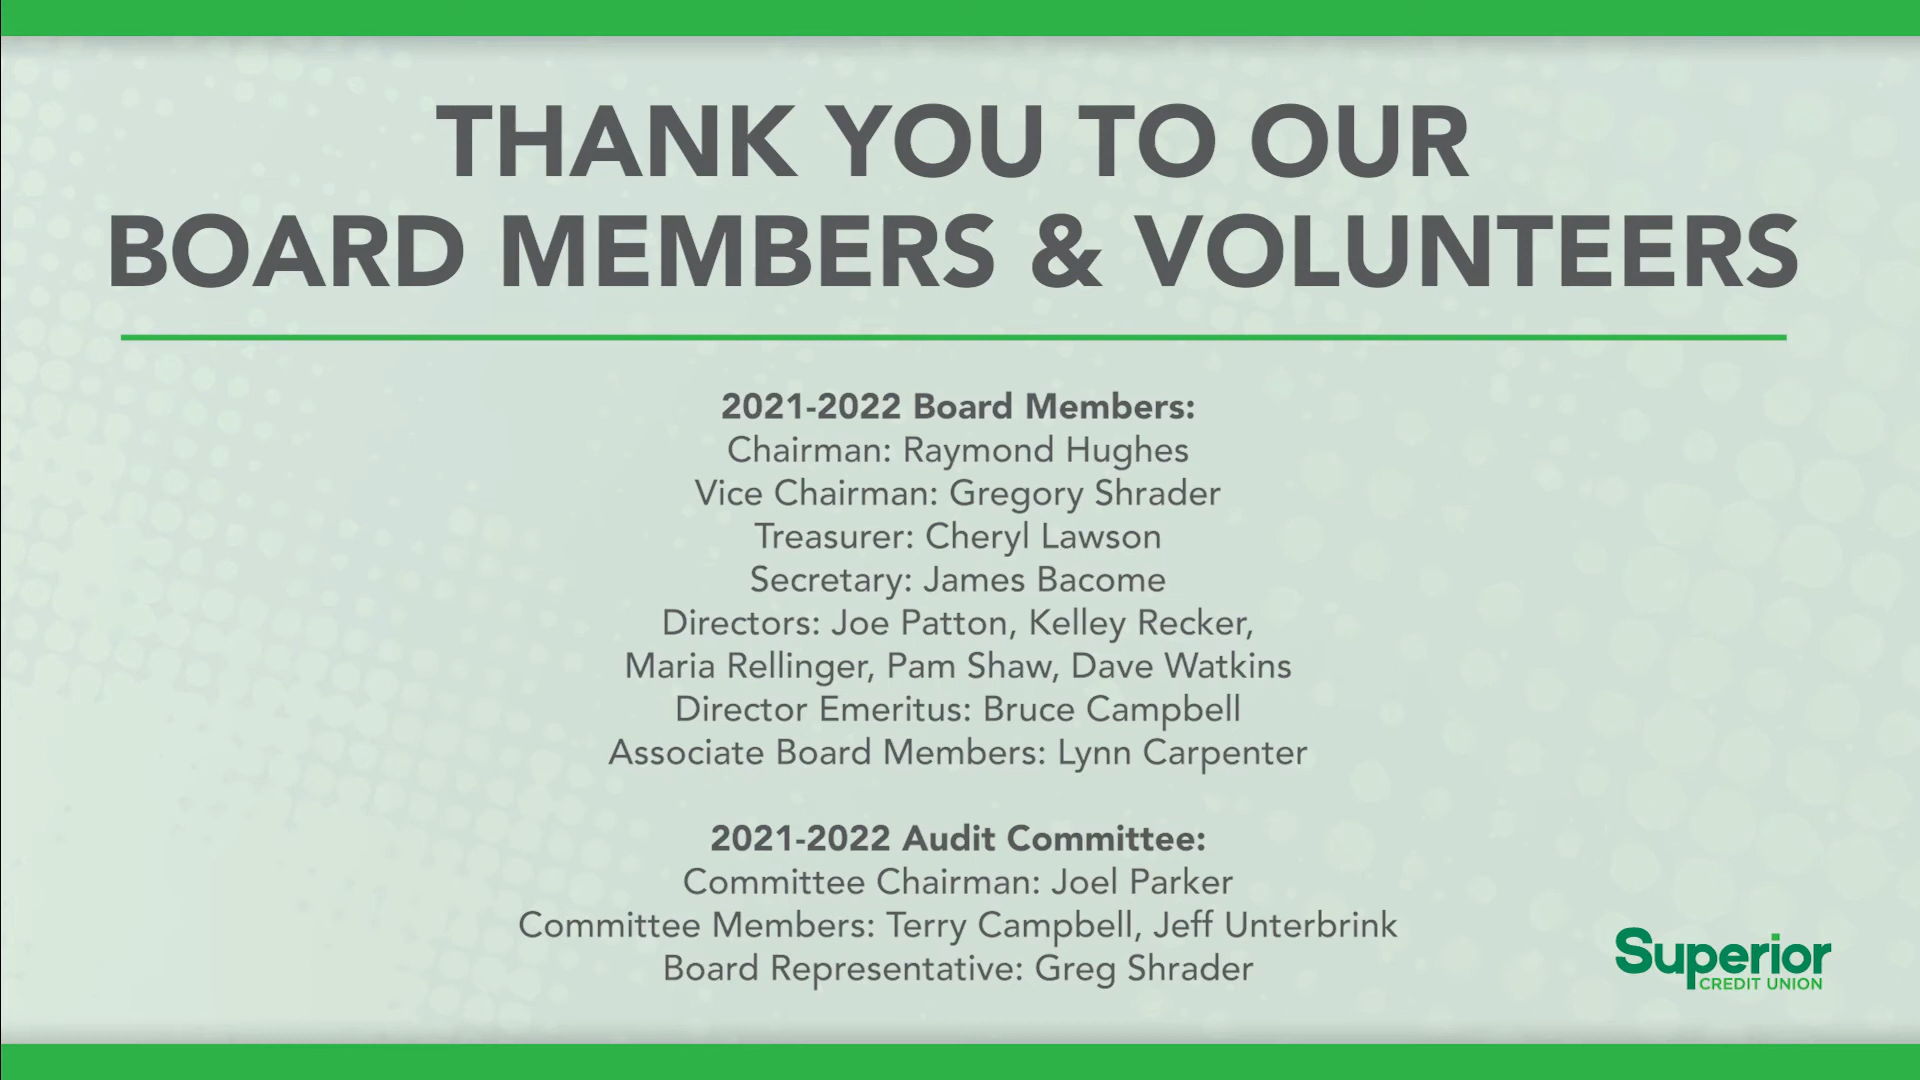 THANK YOU TO OUR
BOARD MEMBERS & VOLUNTEERS
2021-2022 Board Members:
Chairman: Raymond Hughes
Vice Chairman: Gregory Shrader
Treasurer: Cheryl Lawson
Secretary: James Bacome
Directors: Joe Patton, Kelley Recker,
Maria Rellinger, Pam Shaw, Dave Watkins
Director Emeritus: Bruce Campbell
Associate Board Members: Lynn Carpenter
2021-2022 Audit Committee:
Committee Chairman: Joel Parker
Committee Members: Terry Campbell, Jeff Unterbrink
Board Representative: Greg Shrader
Superior
CREDIT UNION